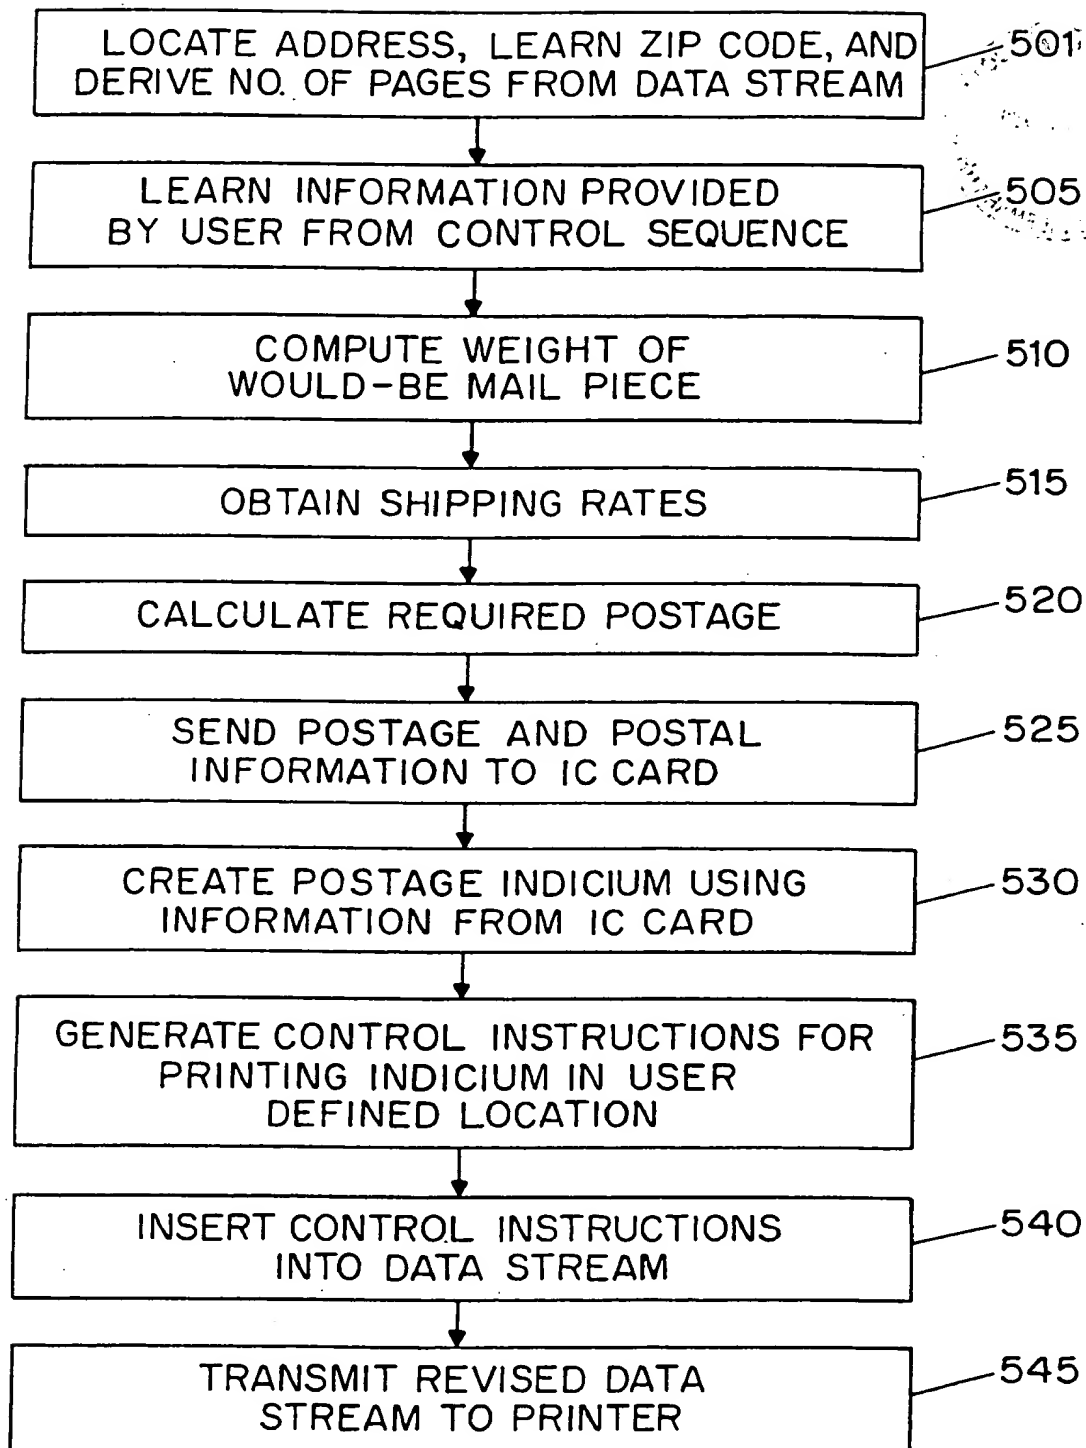 LOCATE ADDRESS, LEARN ZIP CODE, AND
DERIVE NO. OF PAGES FROM DATA STREAM
501
LEARN INFORMATION PROVIDED
BY USER FROM CONTROL SEQUENCE
505
COMPUTE WEIGHT OF
WOULD-BE MAIL PIECE
510
OBTAIN SHIPPING RATES
515
CALCULATE REQUIRED POSTAGE
520
SEND POSTAGE AND POSTAL
INFORMATION TO IC CARD
525
CREATE POSTAGE INDICIUM USING
INFORMATION FROM IC CARD
530
GENERATE CONTROL INSTRUCTIONS FOR
PRINTING INDICIUM IN USER
DEFINED LOCATION
535
INSERT CONTROL INSTRUCTIONS
INTO DATA STREAM
540
TRANSMIT REVISED DATA
STREAM TO PRINTER
545